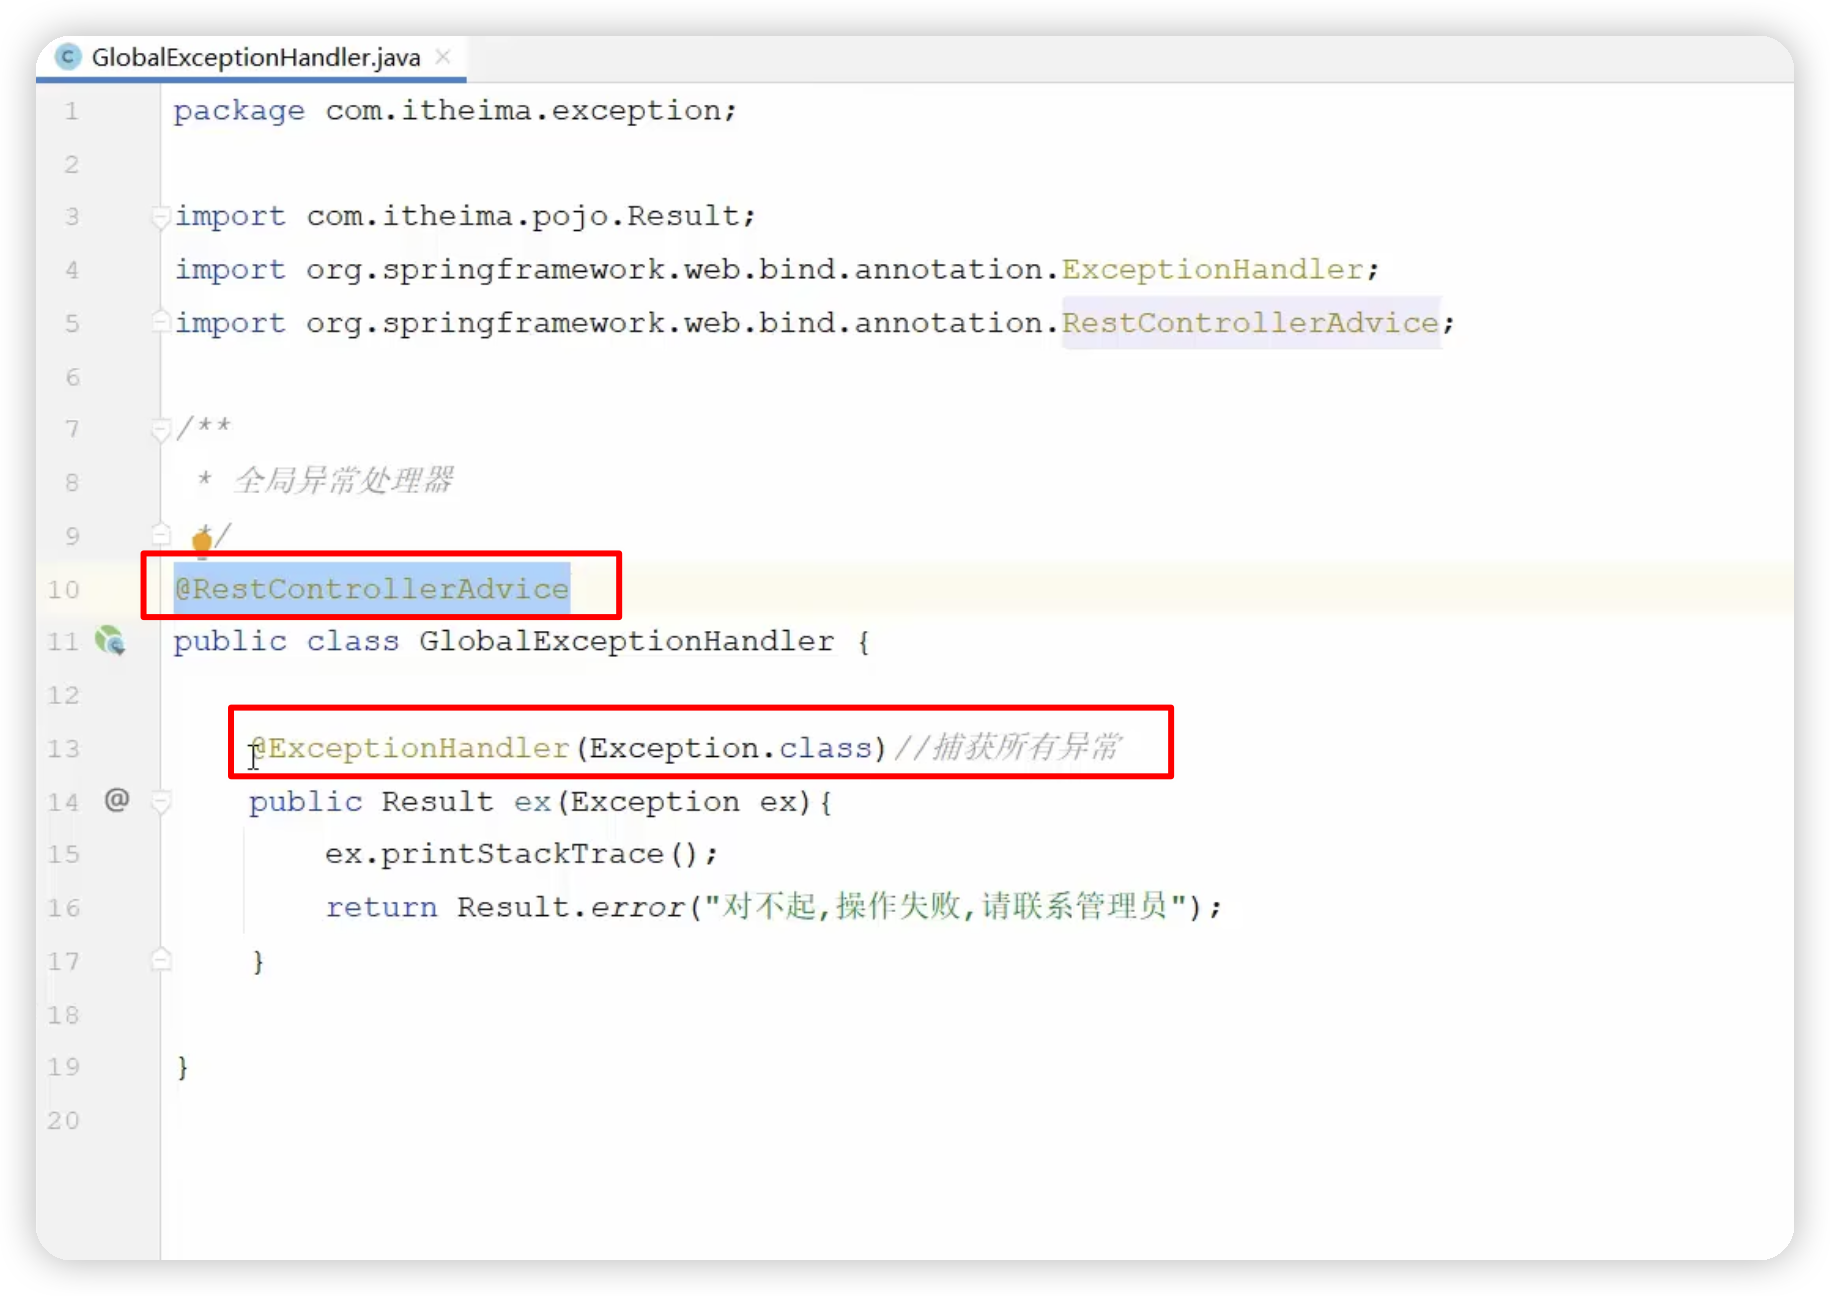 GlobalExceptionHandler.java
1 package com.itheima.exception;
2
3 import com.itheima.pojo.Result;
4 import org.springframework.web.bind.annotation.ExceptionHandler;
5 import org.springframework.web.bind.annotation.RestControllerAdvice;
6
7 /**
8 * 全局异常处理器
9 */
10 @RestControllerAdvice
11 public class GlobalExceptionHandler {
12
13 @ExceptionHandler(Exception.class)//捕获所有异常
14 public Result ex(Exception ex){
15 ex.printStackTrace();
16 return Result.error("对不起,操作失败,请联系管理员");
17 }
18
19 }
20